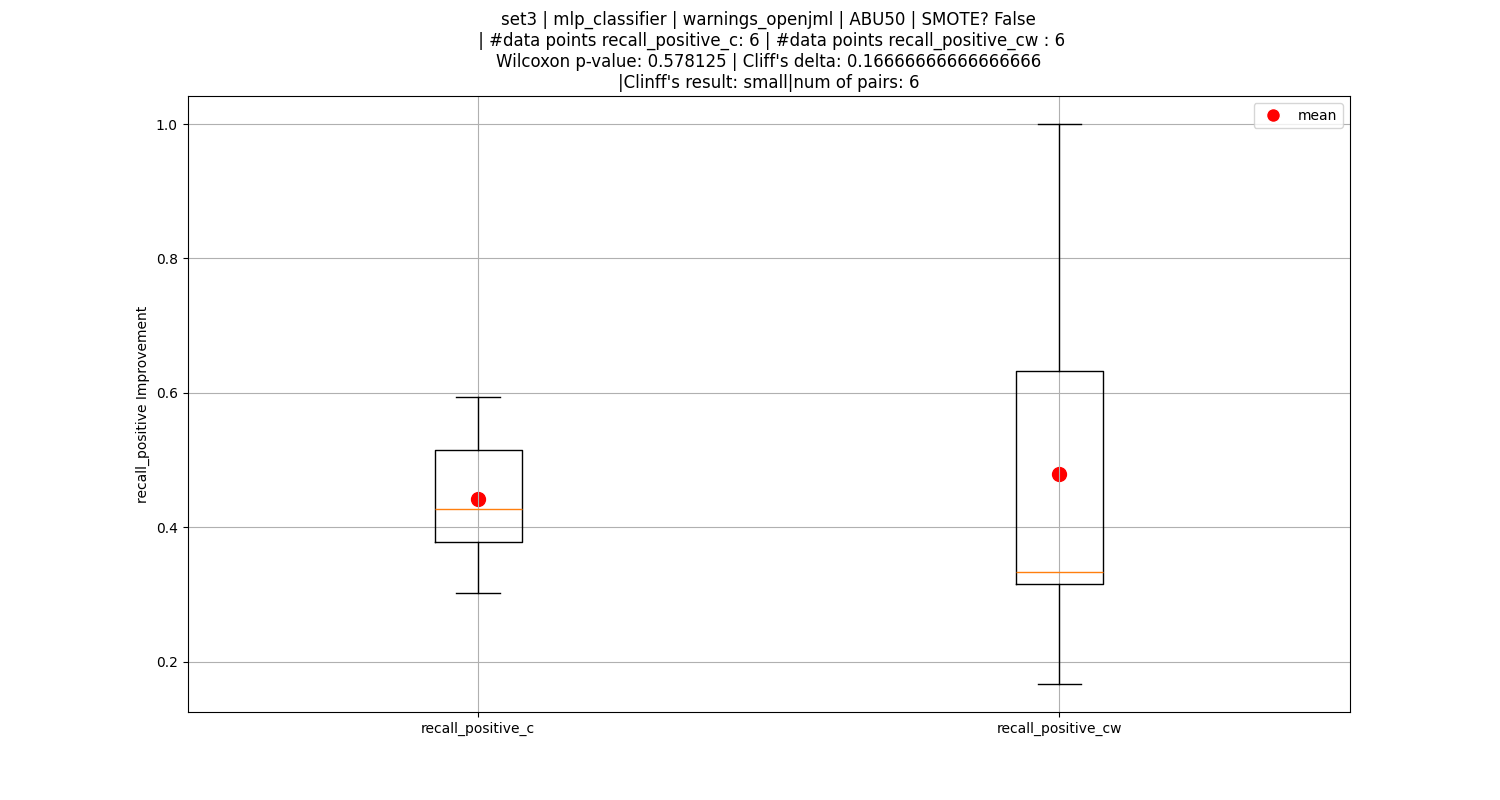 set3 | mlp_classifier | warnings_openjml | ABU50 | SMOTE? False
| #data points recall_positive_c: 6 | #data points recall_positive_cw : 6
Wilcoxon p-value: 0.578125 | Cliff's delta: 0.16666666666666666
|Clinff's result: small|num of pairs: 6
mean
1.0
0.8
0.6
0.4
0.2
recall_positive Improvement
recall_positive_c
recall_positive_cw